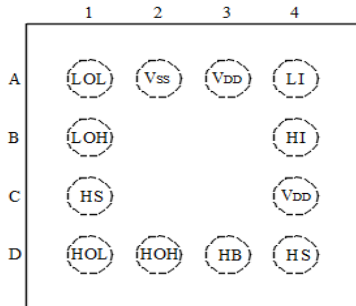 1 2 3 4
A LOL VSS VDD LI
B LOH HI
C HS VDD
D HOL HOH HB HS